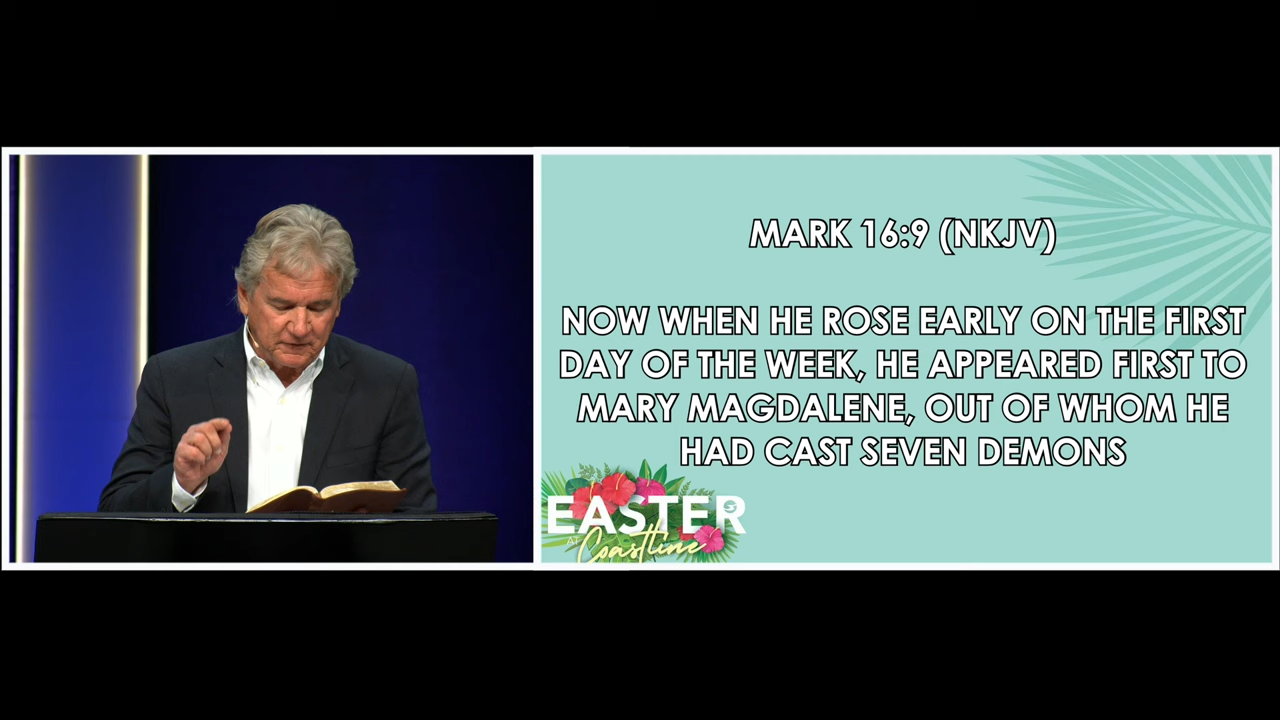 MARK 16:9 (NKJV)
NOW WHEN HE ROSE EARLY ON THE FIRST
DAY OF THE WEEK, HE APPEARED FIRST TO
MARY MAGDALENE, OUT OF WHOM HE
HAD CAST SEVEN DEMONS
EASTER
AT Coastline